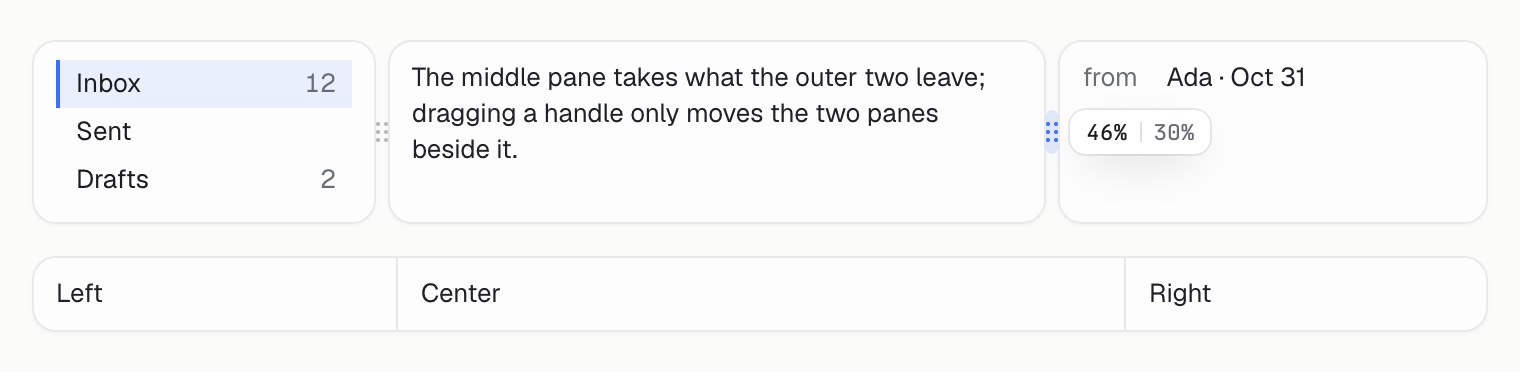 Inbox 12
Sent
Drafts 2
The middle pane takes what the outer two leave;
dragging a handle only moves the two panes
beside it.
from Ada · Oct 31
46% | 30%
Left Center Right